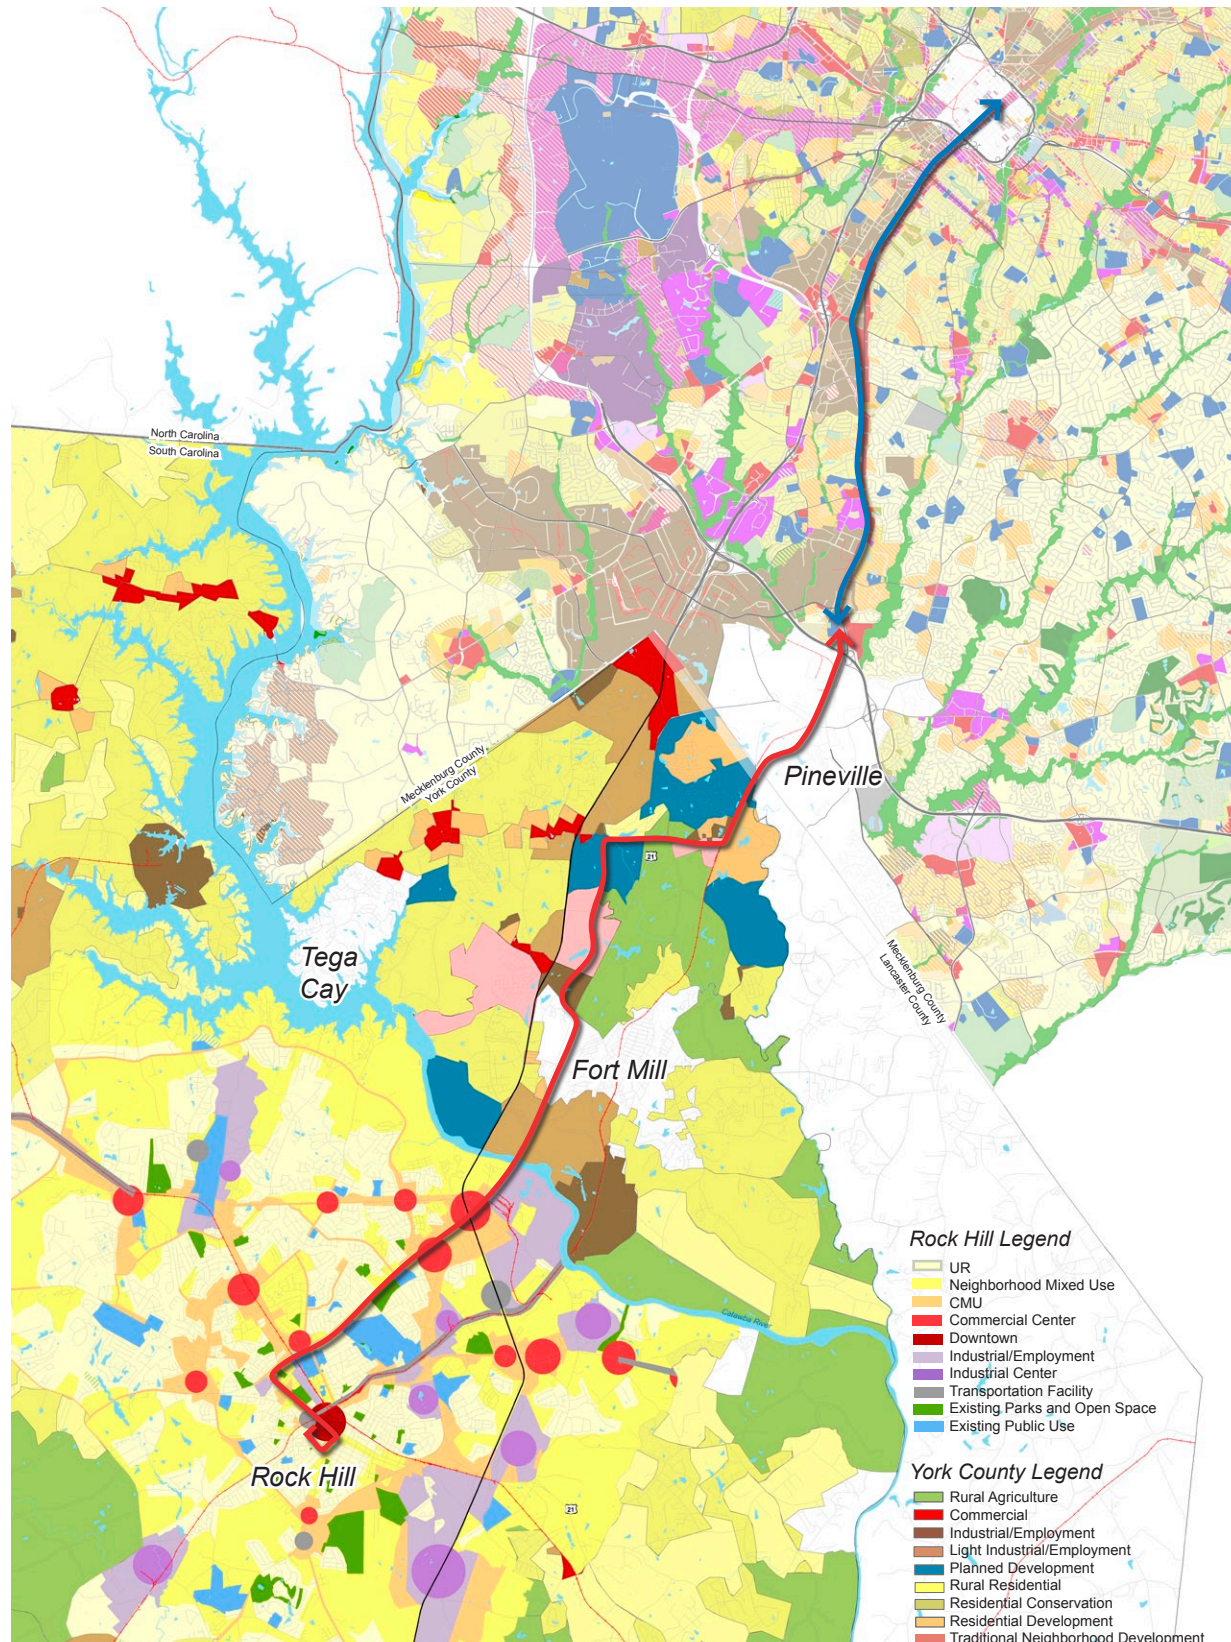 North Carolina
South Carolina
Mecklenburg County
York County
Pineville
21
Tega
Cay
Mecklenburg County
Lancaster County
Fort Mill
Catawba River
Rock Hill
21
Rock Hill Legend
UR
Neighborhood Mixed Use
CMU
Commercial Center
Downtown
Industrial/Employment
Industrial Center
Transportation Facility
Existing Parks and Open Space
Existing Public Use
York County Legend
Rural Agriculture
Commercial
Industrial/Employment
Light Industrial/Employment
Planned Development
Rural Residential
Residential Conservation
Residential Development
Traditional Neighborhood Development